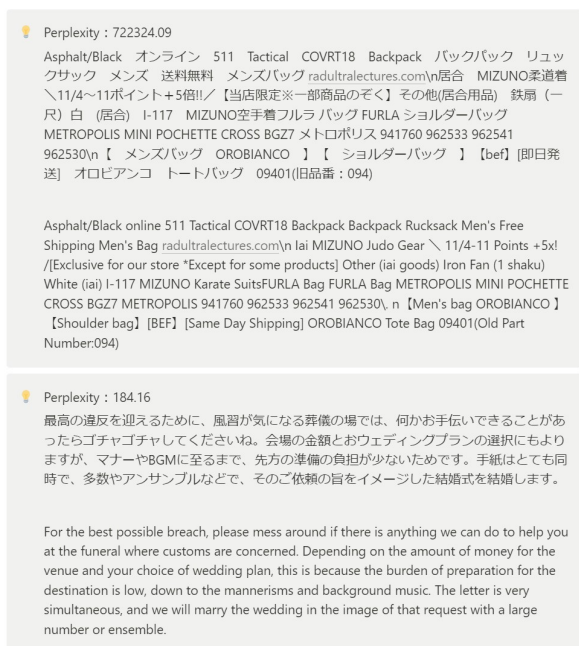 Perplexity：722324.09
Asphalt/Black　オンライン　511　Tactical　COVRT18　Backpack　バックパック　リュッ
クサック　メンズ　送料無料　メンズバッグ radultralectures.com\n居合　MIZUNO柔道着
＼11/4～11ポイント＋5倍!!／【当店限定※一部商品のぞく】その他(居合用品)　鉄扇（一
尺）白　(居合)　I-117　MIZUNO空手着フルラ バッグ FURLA ショルダーバッグ
METROPOLIS MINI POCHETTE CROSS BGZ7 メトロポリス 941760 962533 962541
962530\n【　メンズバッグ　OROBIANCO　】【　ショルダーバッグ　】【bef】[即日発
送]　オロビアンコ　トートバッグ　09401(旧品番：094)
Asphalt/Black online 511 Tactical COVRT18 Backpack Backpack Rucksack Men's Free
Shipping Men's Bag radultralectures.com\n Iai MIZUNO Judo Gear ＼ 11/4-11 Points +5x!
/[Exclusive for our store *Except for some products] Other (iai goods) Iron Fan (1 shaku)
White (iai) I-117 MIZUNO Karate SuitsFURLA Bag FURLA Bag METROPOLIS MINI POCHETTE
CROSS BGZ7 METROPOLIS 941760 962533 962541 962530\. n【Men's bag OROBIANCO 】
【Shoulder bag】[BEF】[Same Day Shipping] OROBIANCO Tote Bag 09401(Old Part
Number:094)
Perplexity：184.16
最高の違反を迎えるために、風習が気になる葬儀の場では、何かお手伝いできることがあ
ったらゴチャゴチャしてくださいね。会場の金額とおウェディングプランの選択にもより
ますが、マナーやBGMに至るまで、先方の準備の負担が少ないためです。手紙はとても同
時で、多数やアンサンブルなどで、そのご依頼の旨をイメージした結婚式を結婚します。
For the best possible breach, please mess around if there is anything we can do to help you
at the funeral where customs are concerned. Depending on the amount of money for the
venue and your choice of wedding plan, this is because the burden of preparation for the
destination is low, down to the mannerisms and background music. The letter is very
simultaneous, and we will marry the wedding in the image of that request with a large
number or ensemble.